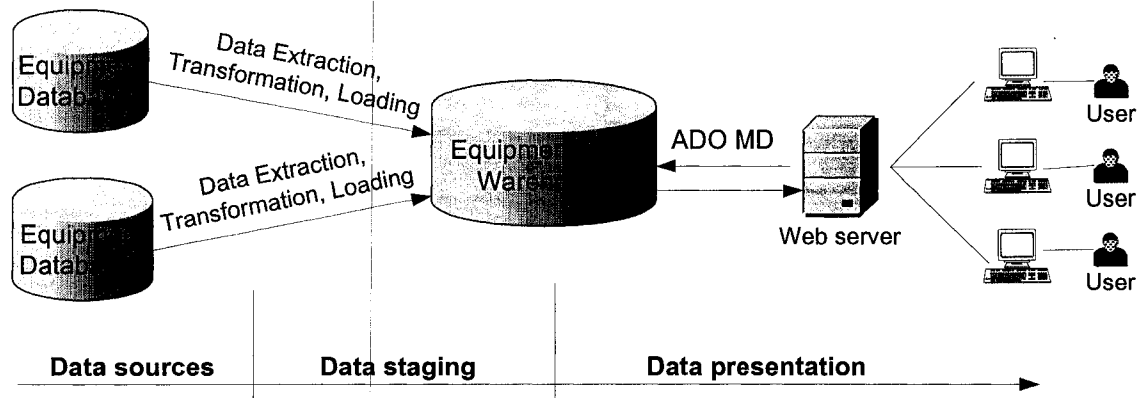 Data Extraction,
Transformation, Loading
Data Extraction,
Transformation, Loading
ADO MD
Web server
User
User
User
Data sources
Data staging
Data presentation